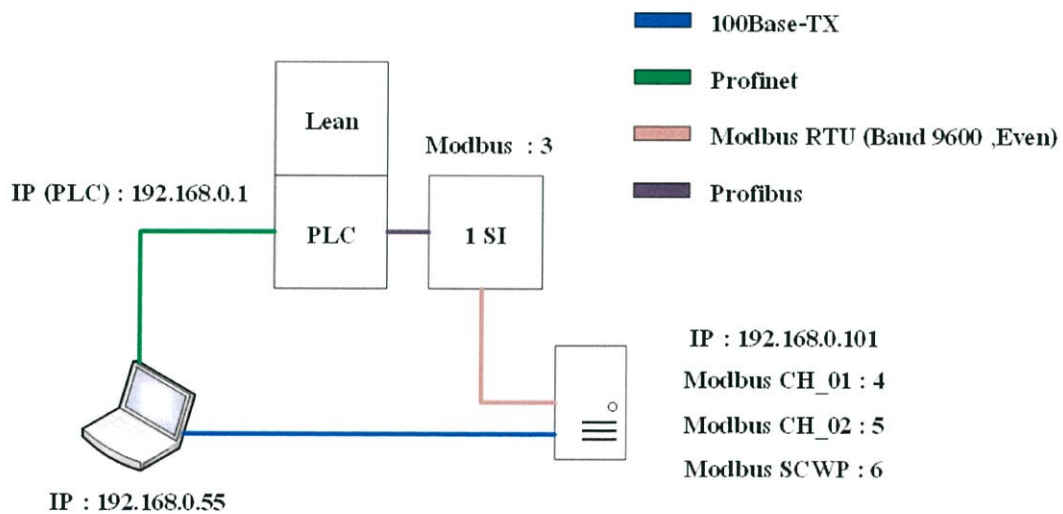 100Base-TX
Profinet
Modbus RTU (Baud 9600 ,Even)
Profibus
Lean
Modbus : 3
IP (PLC) : 192.168.0.1
PLC
1 SI
IP : 192.168.0.101
Modbus CH_01 : 4
Modbus CH_02 : 5
Modbus SCWP : 6
IP : 192.168.0.55